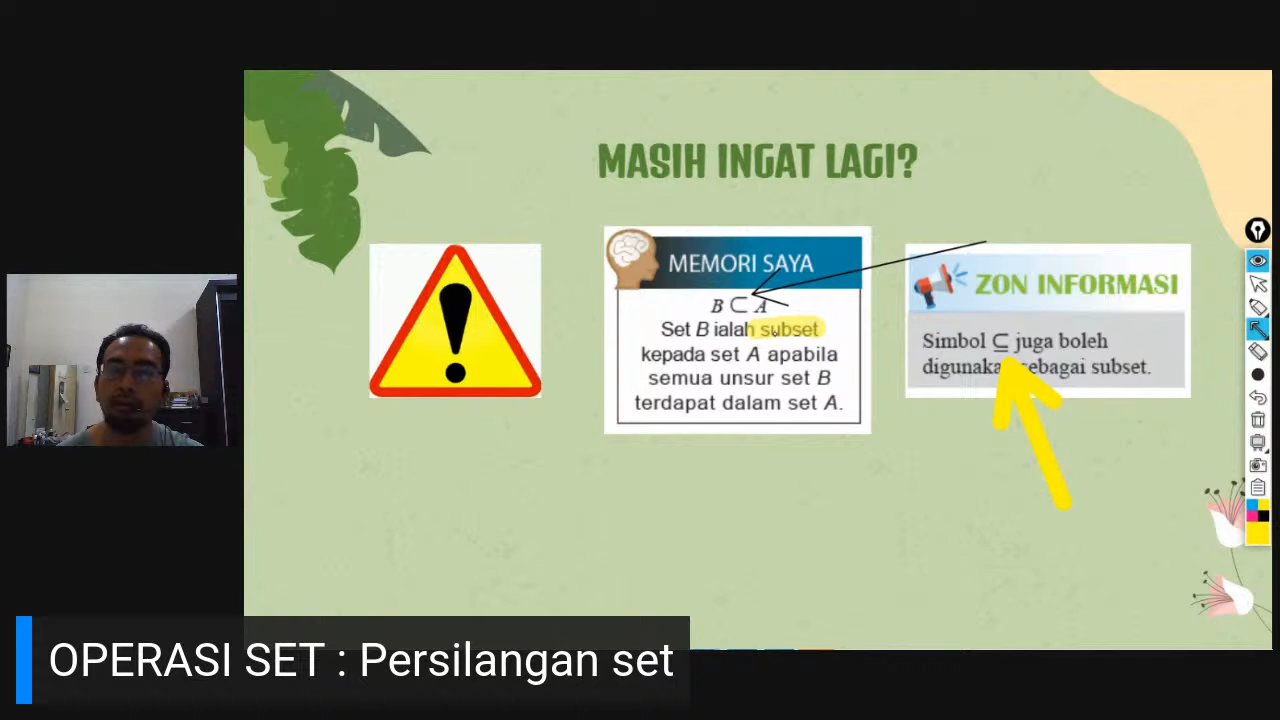 MASIH INGAT LAGI?
MEMORI SAYA
B ⊂ A
Set B ialah subset
kepada set A apabila
semua unsur set B
terdapat dalam set A.
ZON INFORMASI
Simbol ⊆ juga boleh
digunakan sebagai subset.
OPERASI SET : Persilangan set